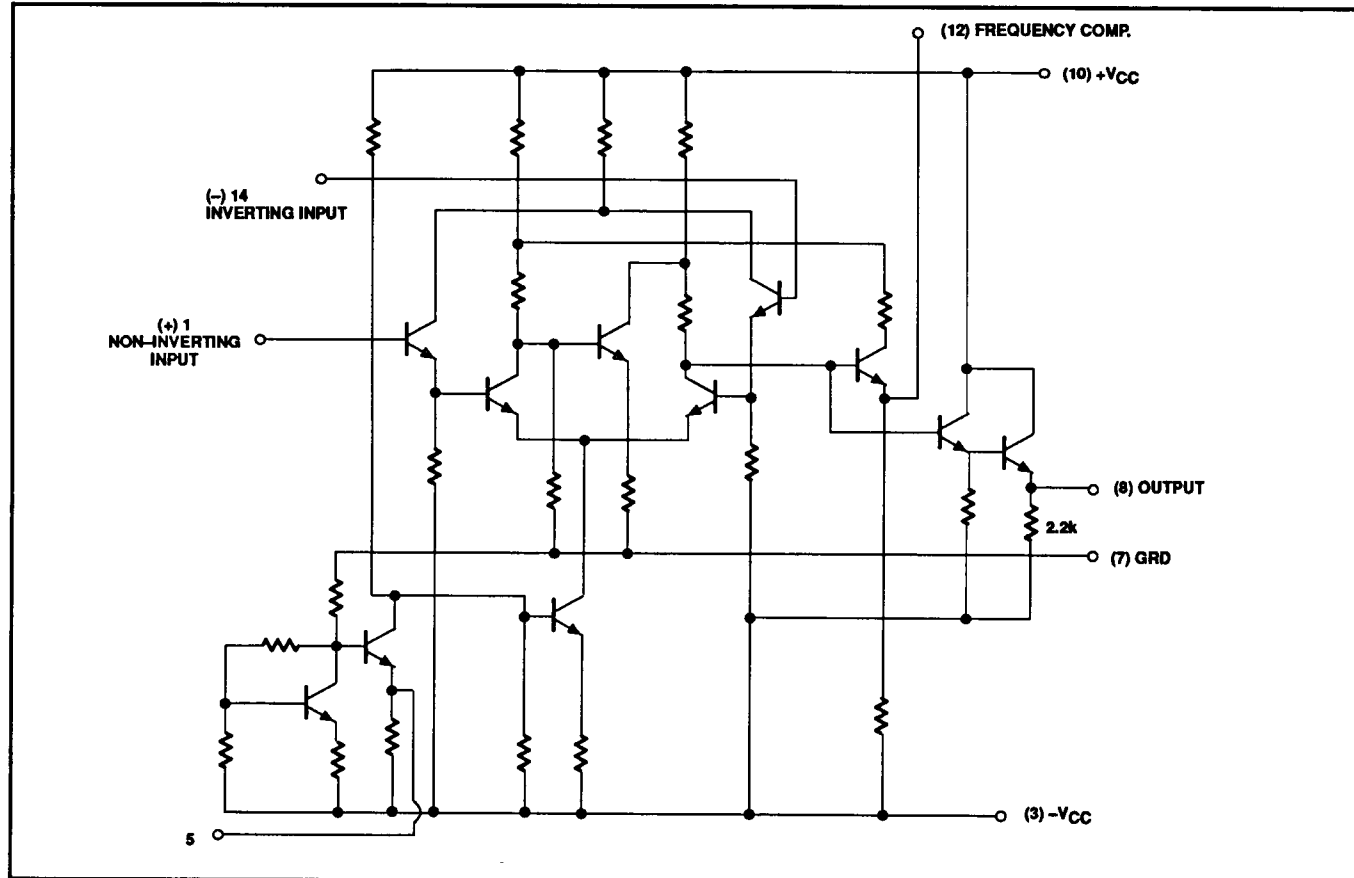 (12) FREQUENCY COMP.
(10) +VCC
(–) 14
INVERTING INPUT
(+) 1
NON–INVERTING
INPUT
(8) OUTPUT
2.2k
(7) GRD
(3) –VCC
5